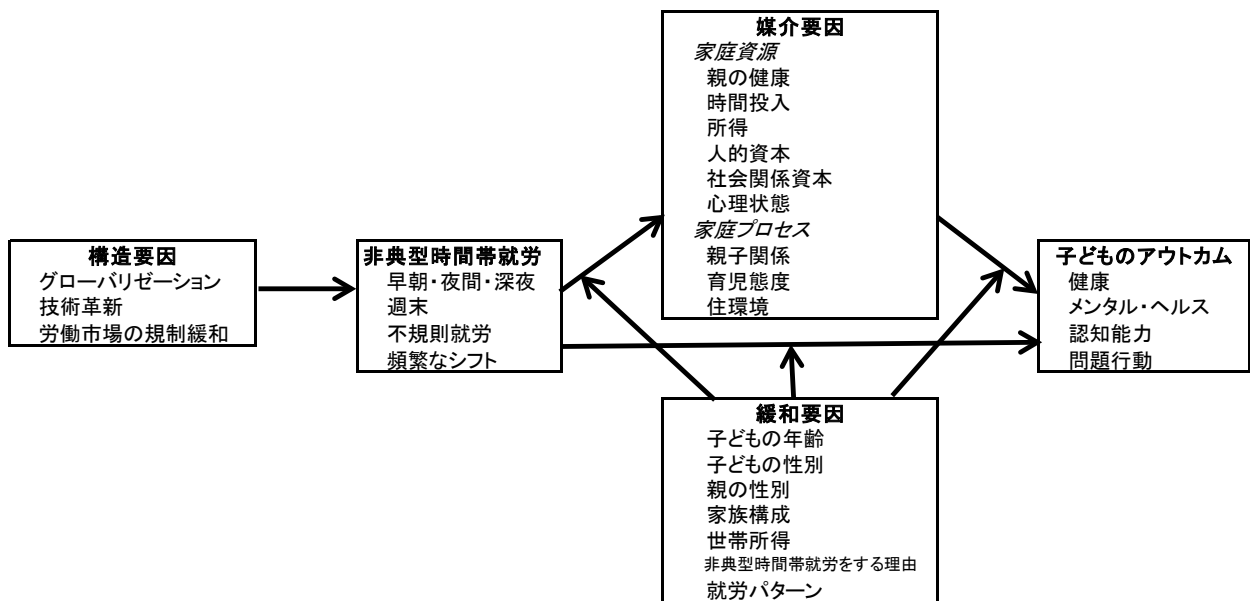 構造要因
グローバリゼーション
技術革新
労働市場の規制緩和
非典型時間帯就労
早朝・夜間・深夜
週末
不規則就労
頻繁なシフト
媒介要因
家庭資源
親の健康
時間投入
所得
人的資本
社会関係資本
心理状態
家庭プロセス
親子関係
育児態度
住環境
緩和要因
子どもの年齢
子どもの性別
親の性別
家族構成
世帯所得
非典型時間帯就労をする理由
就労パターン
子どものアウトカム
健康
メンタル・ヘルス
認知能力
問題行動